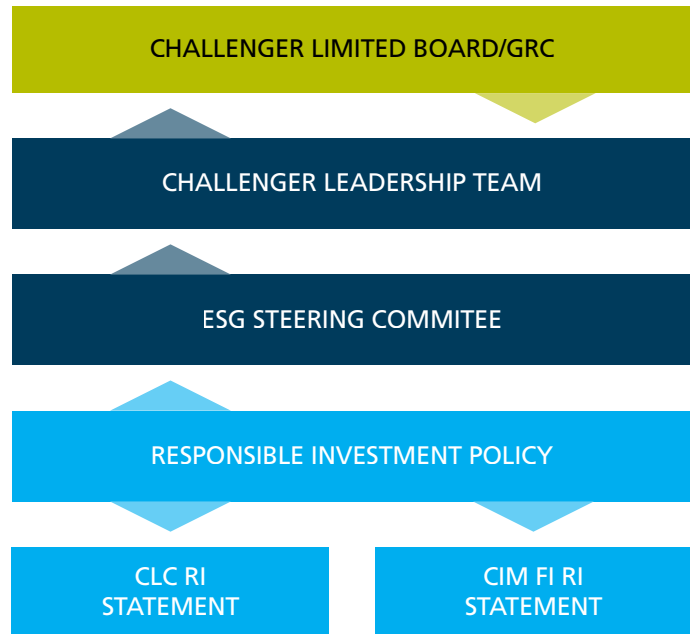 CHALLENGER LIMITED BOARD/GRC
CHALLENGER LEADERSHIP TEAM
ESG STEERING COMMITEE
RESPONSIBLE INVESTMENT POLICY
CLC RI
STATEMENT
CIM FI RI
STATEMENT